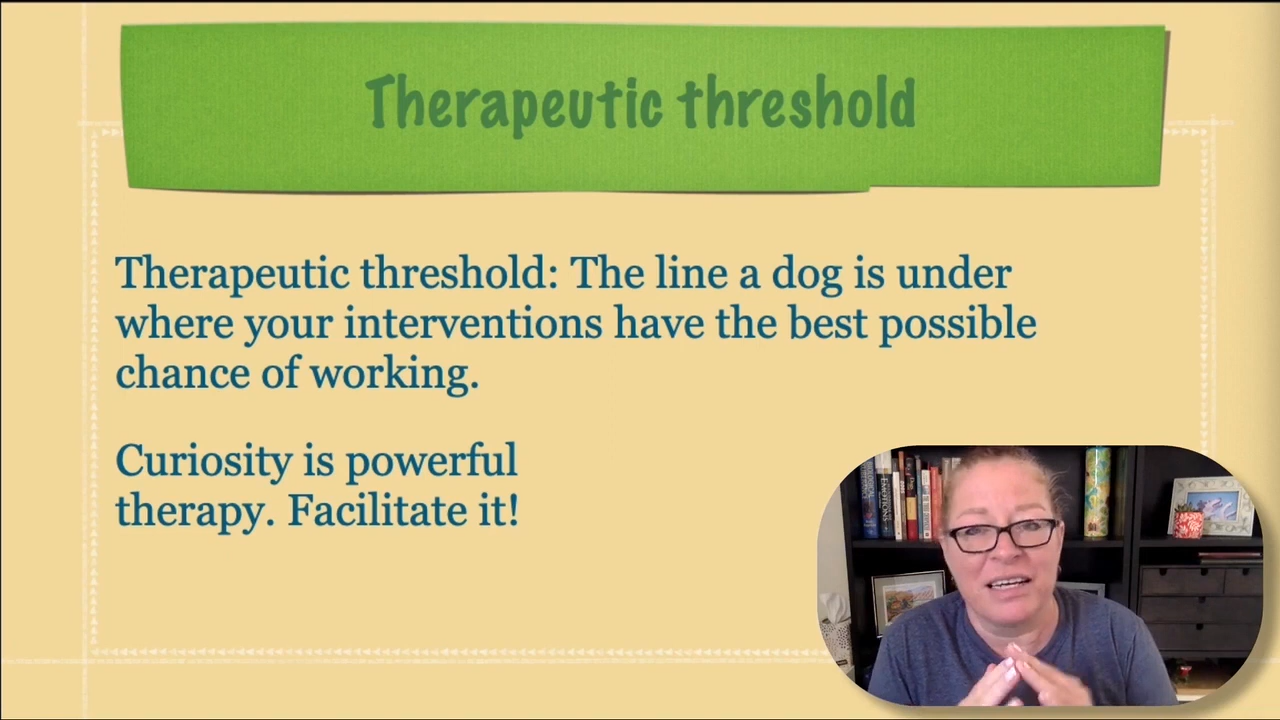 Therapeutic threshold
Therapeutic threshold: The line a dog is under
where your interventions have the best possible
chance of working.
Curiosity is powerful
therapy. Facilitate it!
EMOTIONS